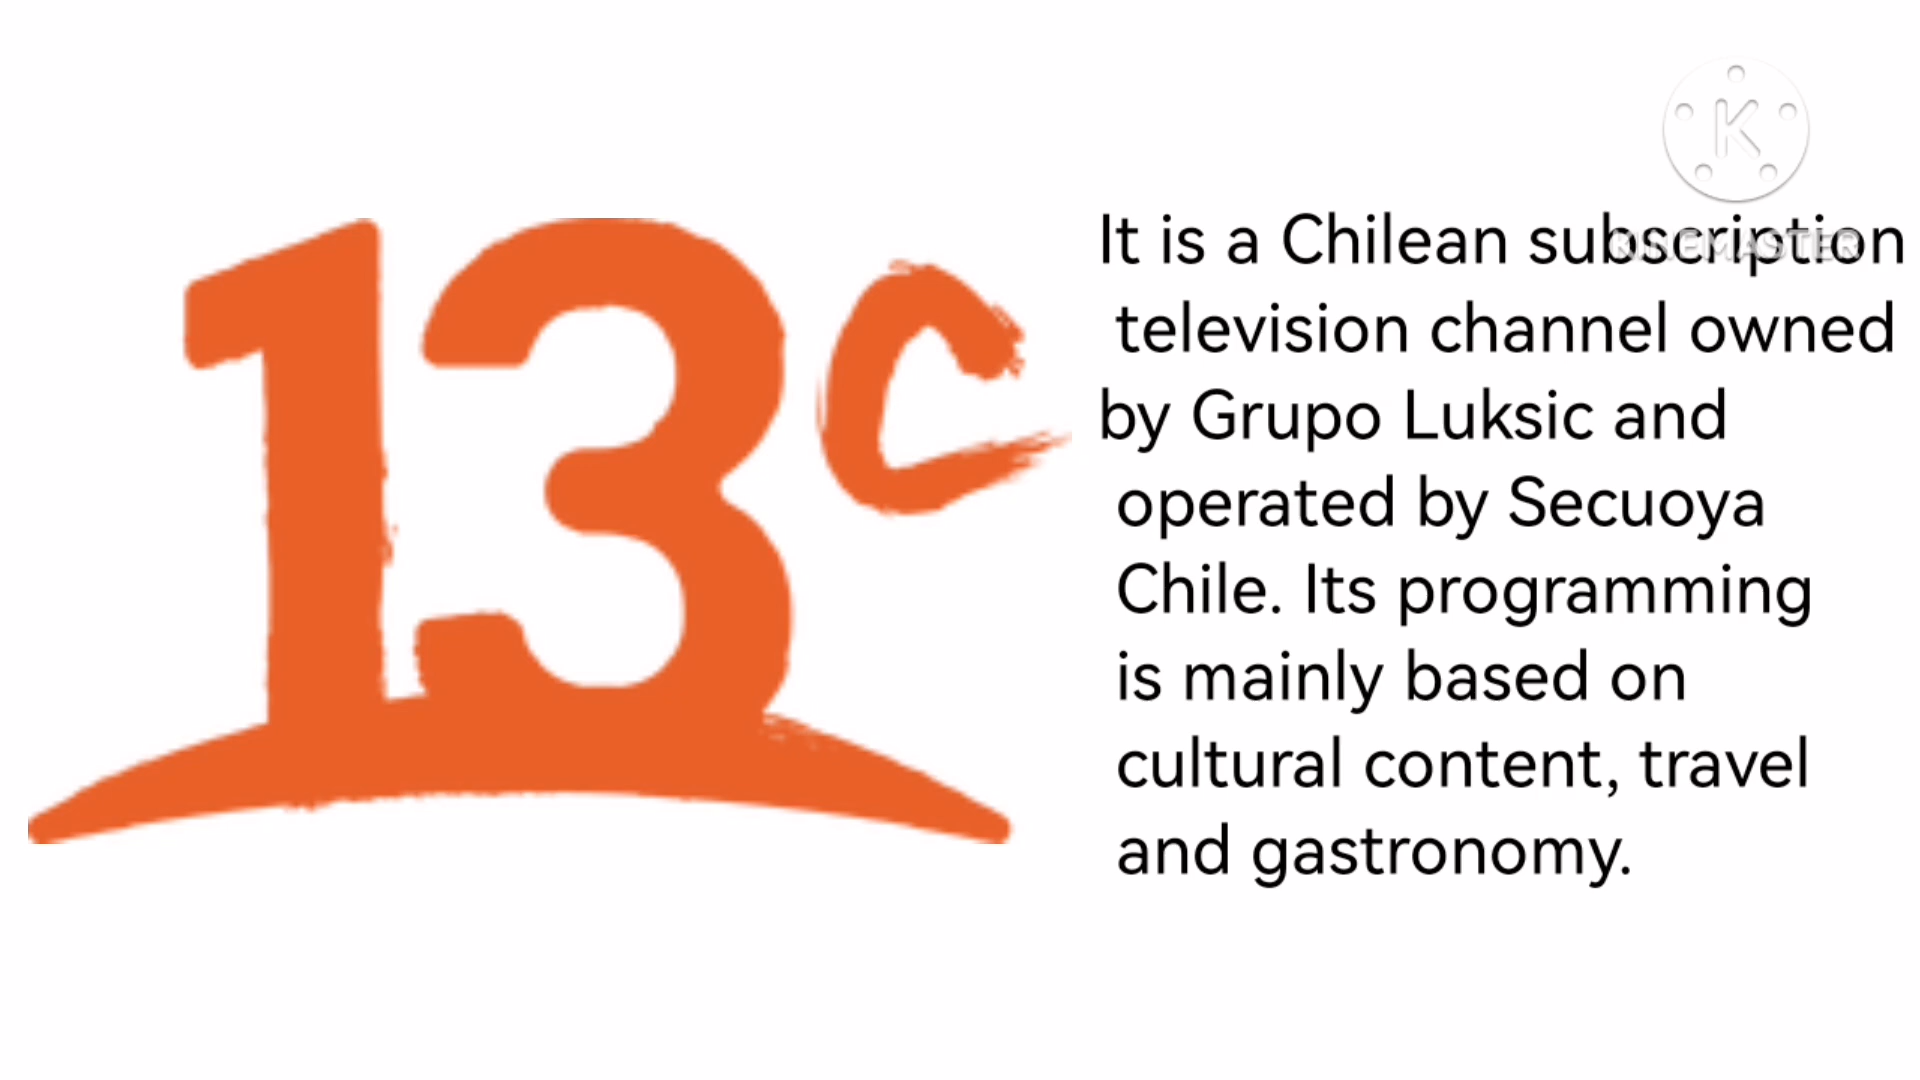 13c
K
KINEMASTER
It is a Chilean subscription
television channel owned
by Grupo Luksic and
operated by Secuoya
Chile. Its programming
is mainly based on
cultural content, travel
and gastronomy.